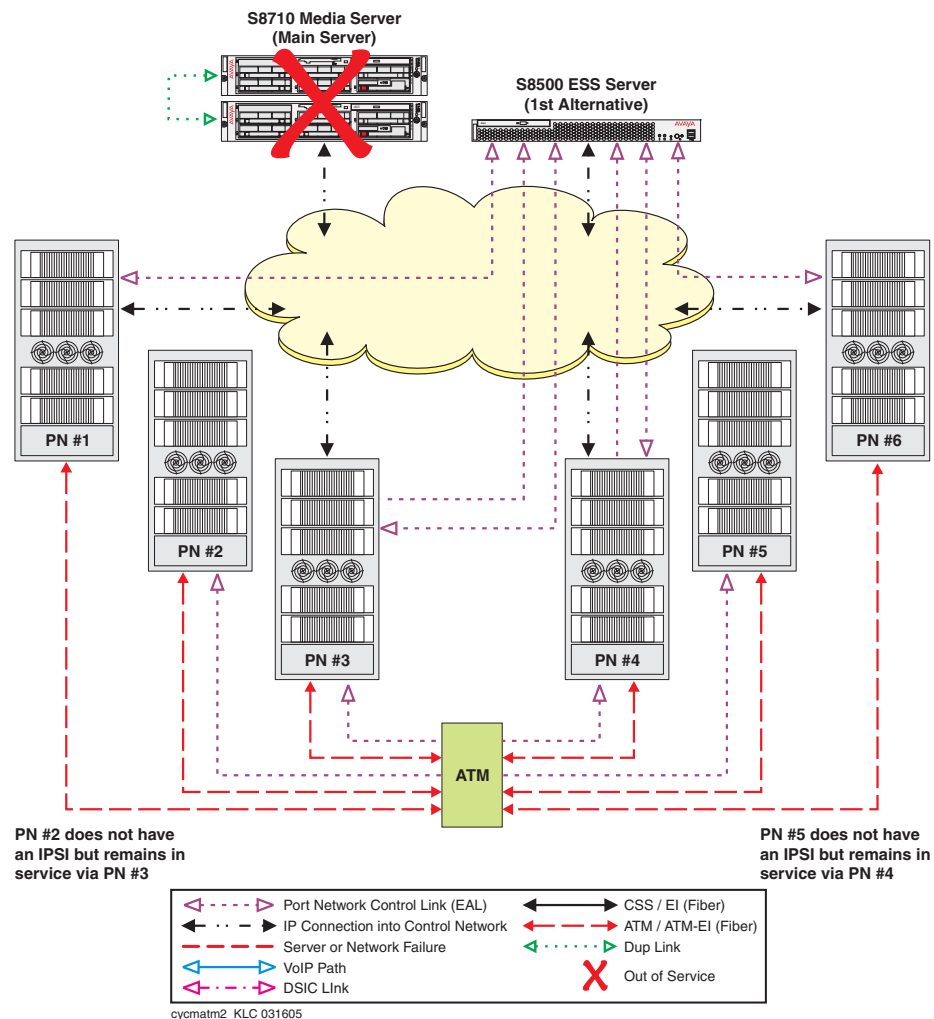 S8710 Media Server
(Main Server)
S8500 ESS Server
(1st Alternative)
AVAYA
AVAYA
AVAYA
PN #1
PN #6
PN #2
PN #5
PN #3
PN #4
ATM
PN #2 does not have
an IPSI but remains in
service via PN #3
PN #5 does not have
an IPSI but remains in
service via PN #4
Port Network Control Link (EAL)
IP Connection into Control Network
Server or Network Failure
VoIP Path
DSIC LInk
CSS / EI (Fiber)
ATM / ATM-EI (Fiber)
Dup Link
Out of Service
cycmatm2 KLC 031605